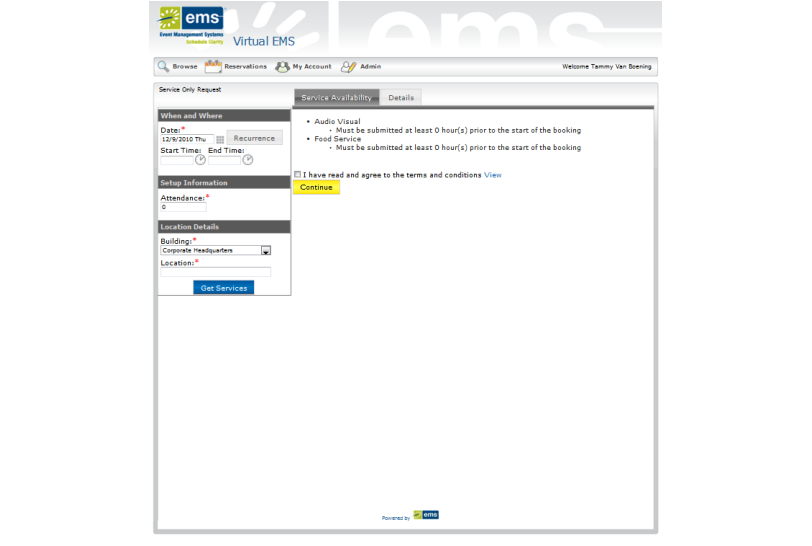 ems
Event Management Systems
Schedule Clarity
Virtual EMS
ems
Browse Reservations My Account Admin Welcome Tammy Van Boening
Service Only Request
Service Availability Details
When and Where
Date:*
12/9/2010 Thu Recurrence
Start Time: End Time:
Setup Information
Attendance:*
0
Location Details
Building:*
Corporate Headquarters
Location:*
Get Services
• Audio Visual
• Must be submitted at least 0 hour(s) prior to the start of the booking
• Food Service
• Must be submitted at least 0 hour(s) prior to the start of the booking
I have read and agree to the terms and conditions View
Continue
Powered by ems